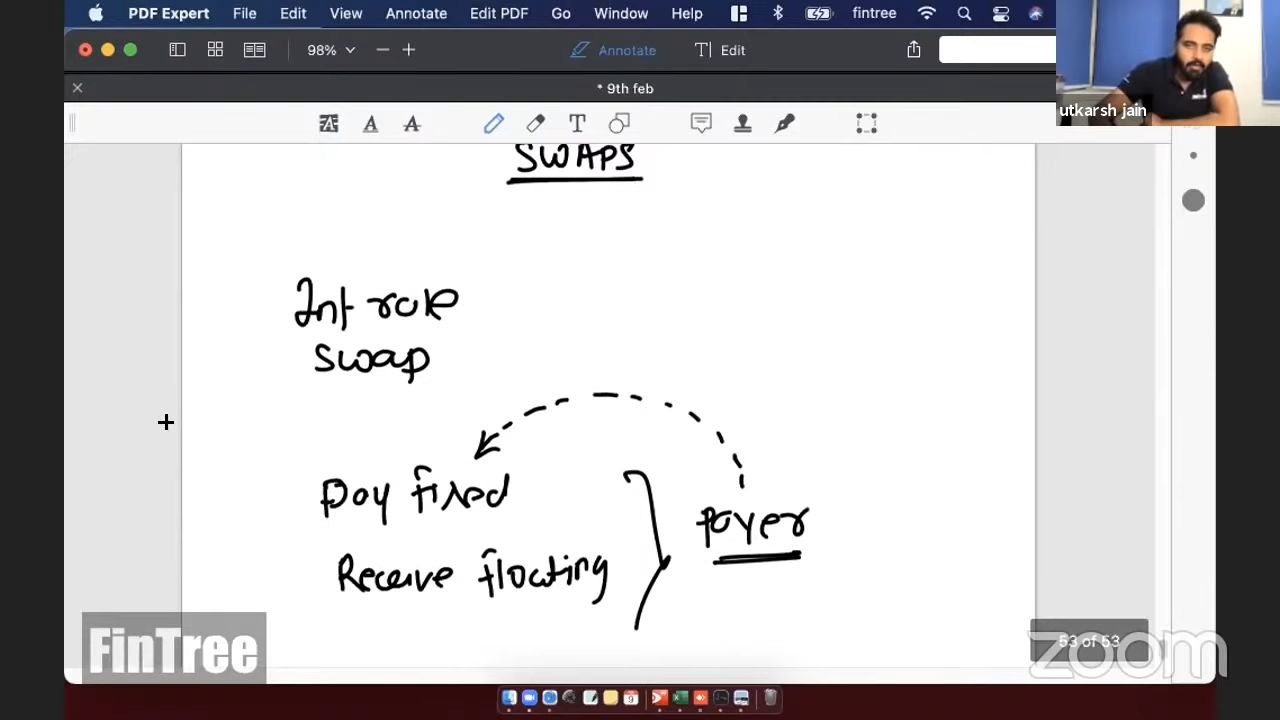 PDF Expert File Edit View Annotate Edit PDF Go Window Help fintree
98% Annotate T Edit
* 9th feb
utkarsh jain
SWAPS
Int rate
swap
Pay fixed
Receive floating
Payer
FinTree
53 of 53
zoom